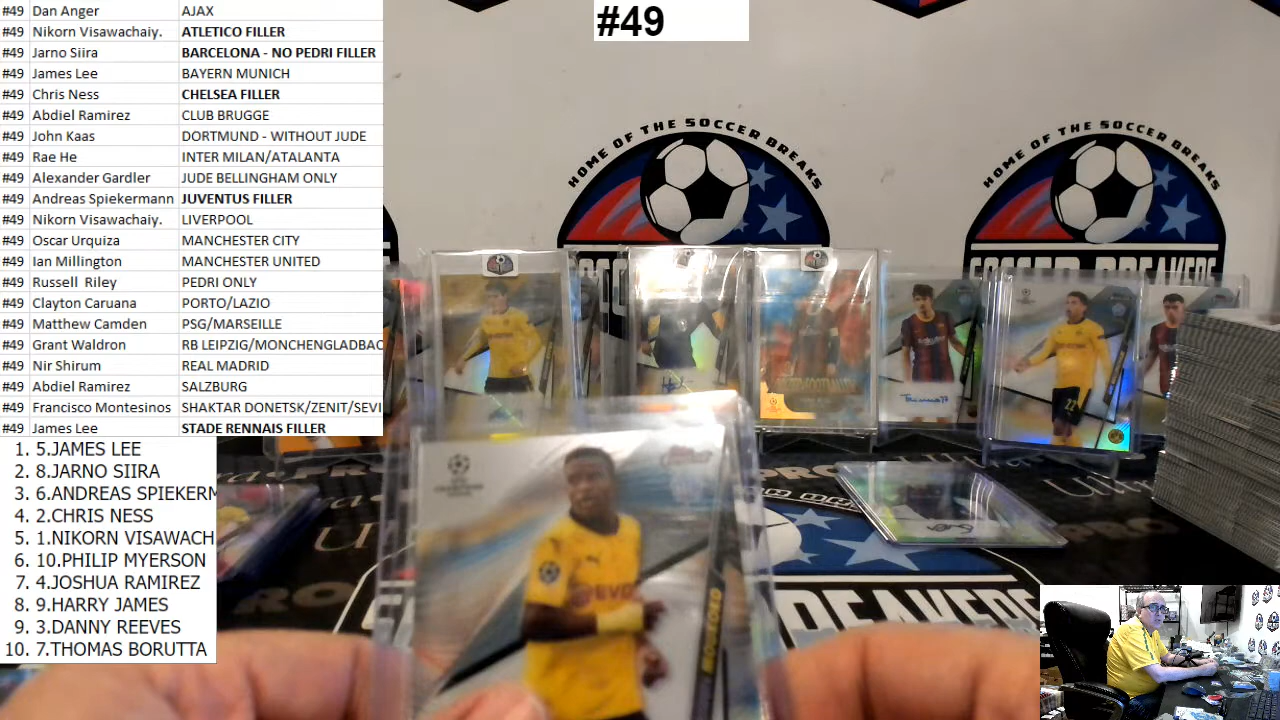 #49 Dan Anger AJAX
#49 Nikorn Visawachaiy. ATLETICO FILLER
#49 Jarno Siira BARCELONA - NO PEDRI FILLER
#49 James Lee BAYERN MUNICH
#49 Chris Ness CHELSEA FILLER
#49 Abdiel Ramirez CLUB BRUGGE
#49 John Kaas DORTMUND - WITHOUT JUDE
#49 Rae He INTER MILAN/ATALANTA
#49 Alexander Gardler JUDE BELLINGHAM ONLY
#49 Andreas Spiekermann JUVENTUS FILLER
#49 Nikorn Visawachaiy. LIVERPOOL
#49 Oscar Urquiza MANCHESTER CITY
#49 Ian Millington MANCHESTER UNITED
#49 Russell Riley PEDRI ONLY
#49 Clayton Caruana PORTO/LAZIO
#49 Matthew Camden PSG/MARSEILLE
#49 Grant Waldron RB LEIPZIG/MONCHENGLADBAC
#49 Nir Shirum REAL MADRID
#49 Abdiel Ramirez SALZBURG
#49 Francisco Montesinos SHAKTAR DONETSK/ZENIT/SEVI
#49 James Lee STADE RENNAIS FILLER
1. 5.JAMES LEE
2. 8.JARNO SIIRA
3. 6.ANDREAS SPIEKERM
4. 2.CHRIS NESS
5. 1.NIKORN VISAWACH
6. 10.PHILIP MYERSON
7. 4.JOSHUA RAMIREZ
8. 9.HARRY JAMES
9. 3.DANNY REEVES
10. 7.THOMAS BORUTTA
#49
HOME OF THE SOCCER BREAKS
HOME OF THE SOCCER BREAKS
SOCCER BREAKERS
MOUKOKO
PRO
PRO
BREAKERS